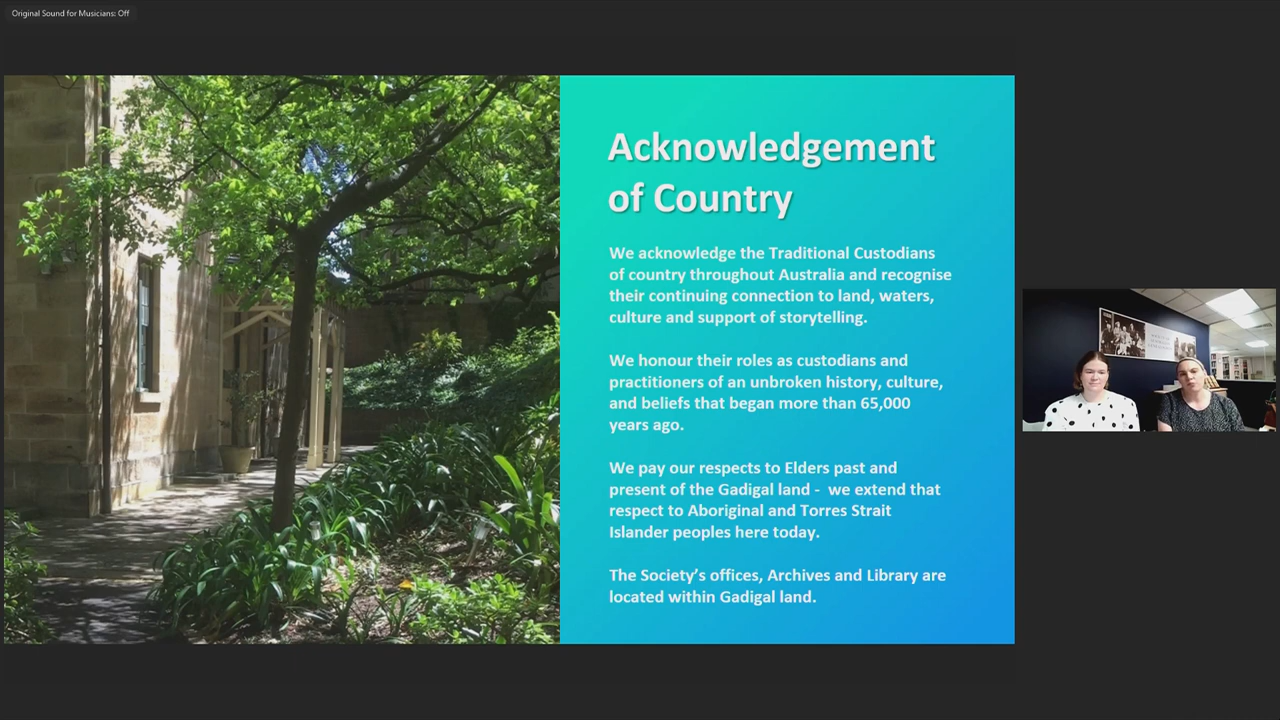 Original Sound for Musicians: Off
Acknowledgement
of Country
We acknowledge the Traditional Custodians
of country throughout Australia and recognise
their continuing connection to land, waters,
culture and support of storytelling.
We honour their roles as custodians and
practitioners of an unbroken history, culture,
and beliefs that began more than 65,000
years ago.
We pay our respects to Elders past and
present of the Gadigal land -  we extend that
respect to Aboriginal and Torres Strait
Islander peoples here today.
The Society’s offices, Archives and Library are
located within Gadigal land.